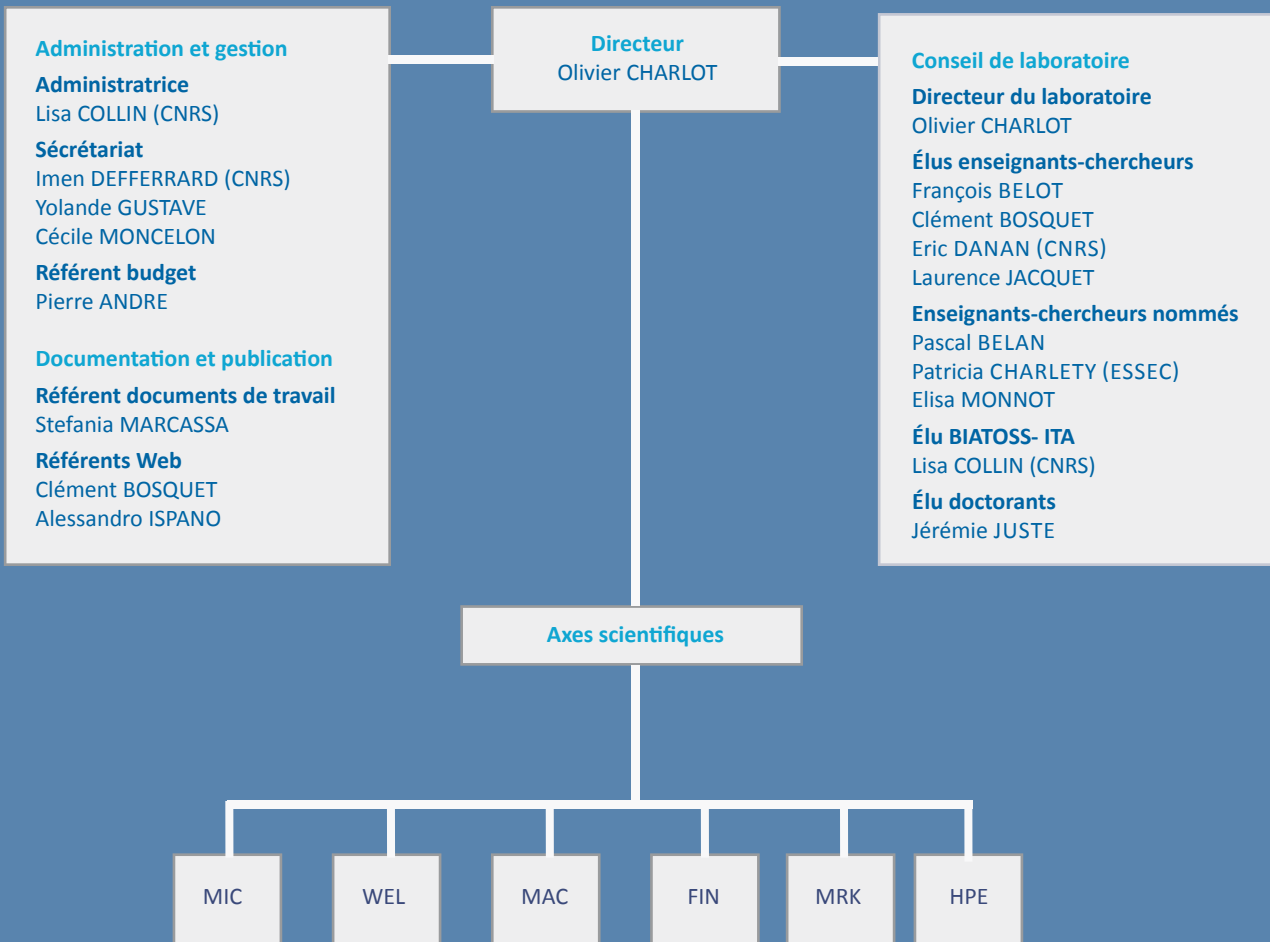 Administration et gestion
Administratrice
Lisa COLLIN (CNRS)
Sécrétariat
Imen DEFFERRARD (CNRS)
Yolande GUSTAVE
Cécile MONCELON
Référent budget
Pierre ANDRE
Documentation et publication
Référent documents de travail
Stefania MARCASSA
Référents Web
Clément BOSQUET
Alessandro ISPANO
Directeur
Olivier CHARLOT
Conseil de laboratoire
Directeur du laboratoire
Olivier CHARLOT
Élus enseignants-chercheurs
François BELOT
Clément BOSQUET
Eric DANAN (CNRS)
Laurence JACQUET
Enseignants-chercheurs nommés
Pascal BELAN
Patricia CHARLETY (ESSEC)
Elisa MONNOT
Élu BIATOSS- ITA
Lisa COLLIN (CNRS)
Élu doctorants
Jérémie JUSTE
Axes scientifiques
MIC
WEL
MAC
FIN
MRK
HPE